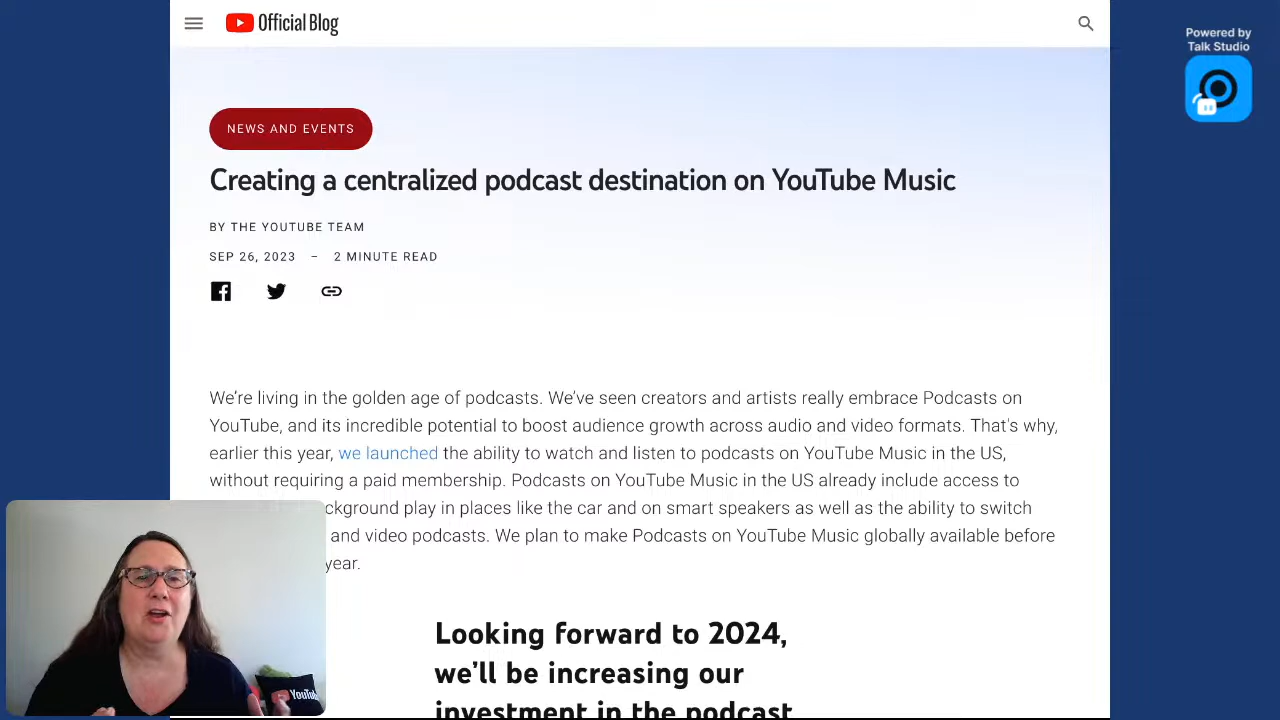 Official Blog
Powered by
Talk Studio
NEWS AND EVENTS
Creating a centralized podcast destination on YouTube Music
BY THE YOUTUBE TEAM
SEP 26, 2023 – 2 MINUTE READ
We’re living in the golden age of podcasts. We’ve seen creators and artists really embrace Podcasts on
YouTube, and its incredible potential to boost audience growth across audio and video formats. That's why,
earlier this year, we launched the ability to watch and listen to podcasts on YouTube Music in the US,
without requiring a paid membership. Podcasts on YouTube Music in the US already include access to
ckground play in places like the car and on smart speakers as well as the ability to switch
and video podcasts. We plan to make Podcasts on YouTube Music globally available before
year.
Looking forward to 2024,
we’ll be increasing our
investment in the podcast
YouTube